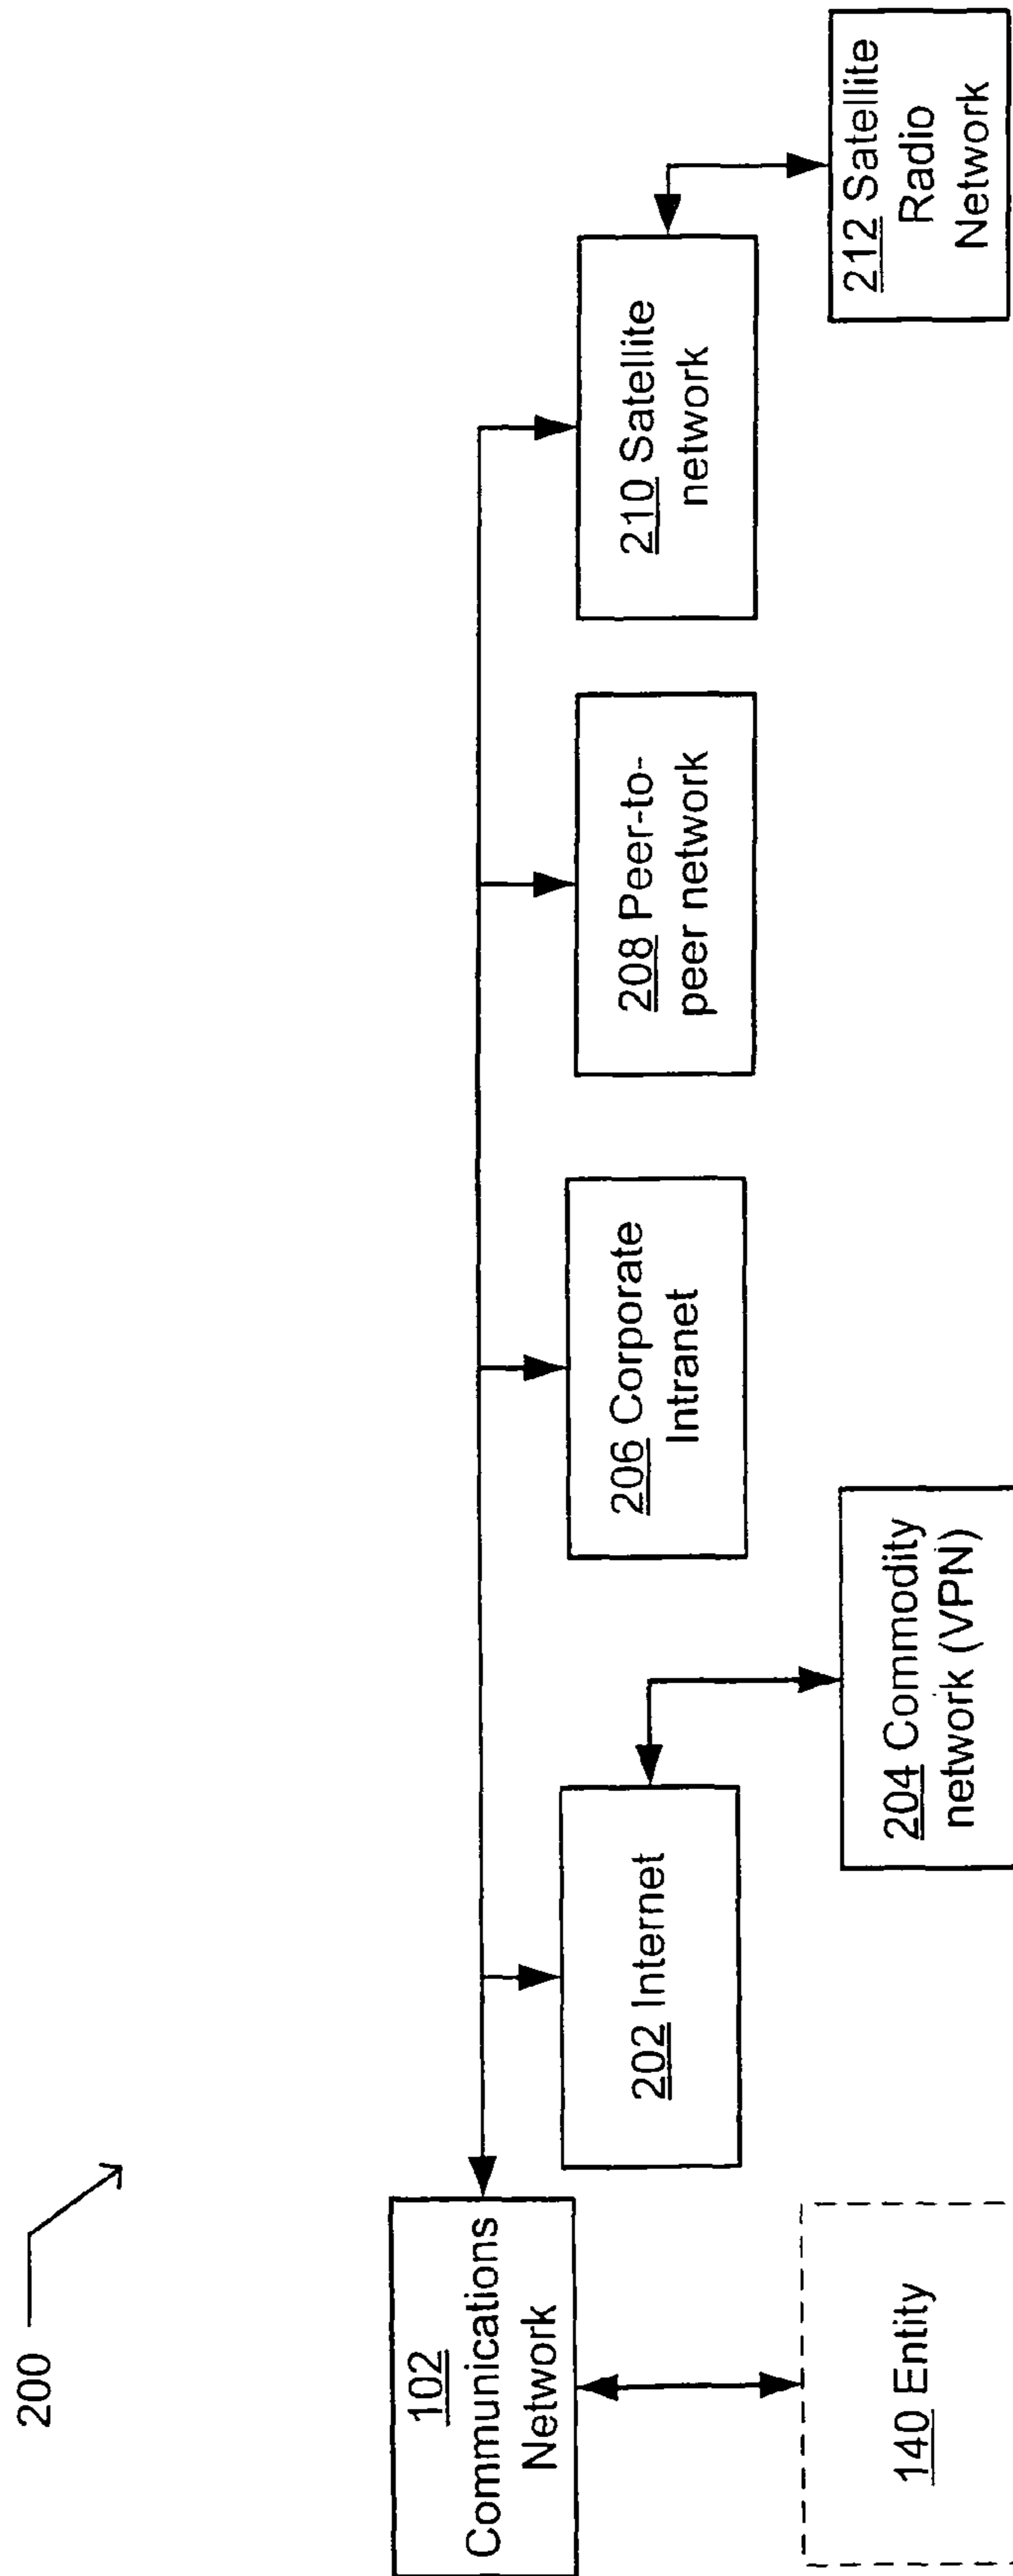 200
102
Communications
Network
140 Entity
202 Internet
204 Commodity
network (VPN)
206 Corporate
Intranet
208 Peer-to-
peer network
210 Satellite
network
212 Satellite
Radio
Network